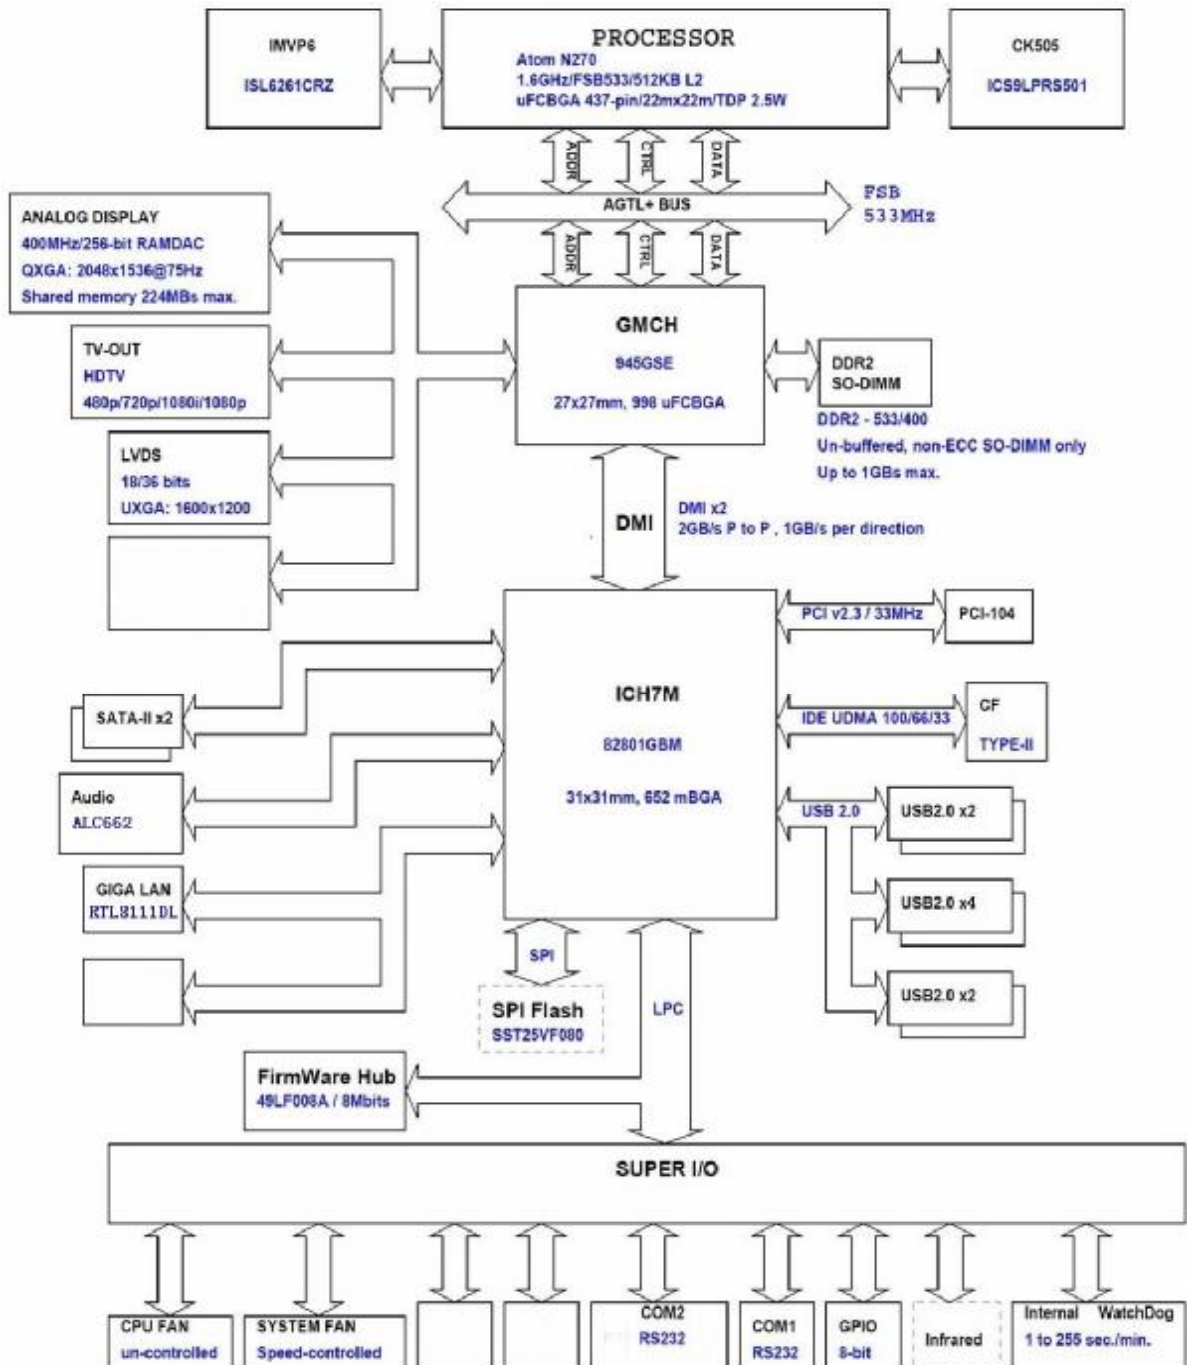 IMVP6
ISL6261CRZ
PROCESSOR
Atom N270
1.6GHz/FSB533/512KB L2
uFCBGA 437-pin/22mx22m/TDP 2.5W
CK505
ICS9LPRS501
ADDR
CTRL
DATA
AGTL+ BUS
FSB
533MHz
ADDR
CTRL
DATA
ANALOG DISPLAY
400MHz/256-bit RAMDAC
QXGA: 2048x1536@75Hz
Shared memory 224MBs max.
TV-OUT
HDTV
480p/720p/1080i/1080p
LVDS
18/36 bits
UXGA: 1600x1200
GMCH
945GSE
27x27mm, 998 uFCBGA
DDR2
SO-DIMM
DDR2 - 533/400
Un-buffered, non-ECC SO-DIMM only
Up to 1GBs max.
DMI
DMI x2
2GB/s P to P , 1GB/s per direction
PCI v2.3 / 33MHz
PCI-104
ICH7M
82801GBM
31x31mm, 652 mBGA
SATA-II x2
IDE UDMA 100/66/33
CF
TYPE-II
Audio
ALC662
USB 2.0
USB2.0 x2
GIGA LAN
RTL8111DL
USB2.0 x4
USB2.0 x2
SPI
SPI Flash
SST25VF080
LPC
FirmWare Hub
49LF008A / 8Mbits
SUPER I/O
CPU FAN
un-controlled
SYSTEM FAN
Speed-controlled
COM2
RS232
COM1
RS232
GPIO
8-bit
Infrared
Internal WatchDog
1 to 255 sec./min.